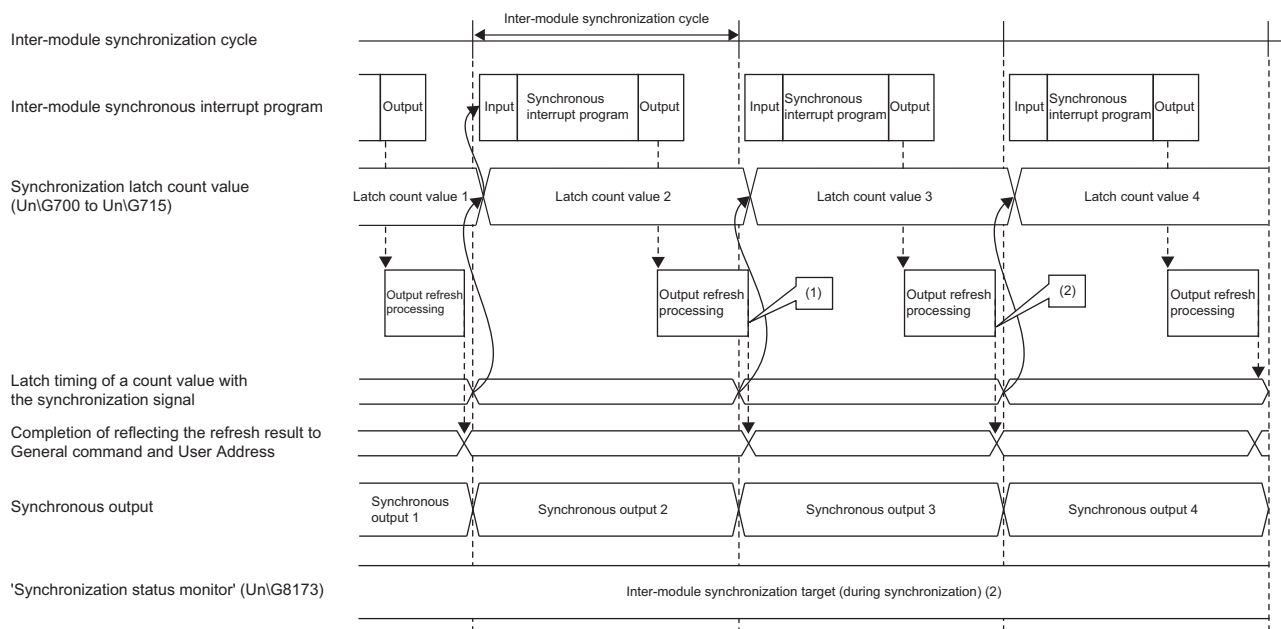 Inter-module synchronization cycle
Inter-module synchronization cycle
Inter-module synchronous interrupt program
Output
Input
Synchronous
interrupt program
Output
Input
Synchronous
interrupt program
Output
Input
Synchronous
interrupt program
Output
Synchronization latch count value
(Un\G700 to Un\G715)
Latch count value 1
Latch count value 2
Latch count value 3
Latch count value 4
Output refresh
processing
Output refresh
processing
(1)
Output refresh
processing
(2)
Output refresh
processing
Latch timing of a count value with
the synchronization signal
Completion of reflecting the refresh result to
General command and User Address
Synchronous output
Synchronous
output 1
Synchronous output 2
Synchronous output 3
Synchronous output 4
'Synchronization status monitor' (Un\G8173)
Inter-module synchronization target (during synchronization) (2)